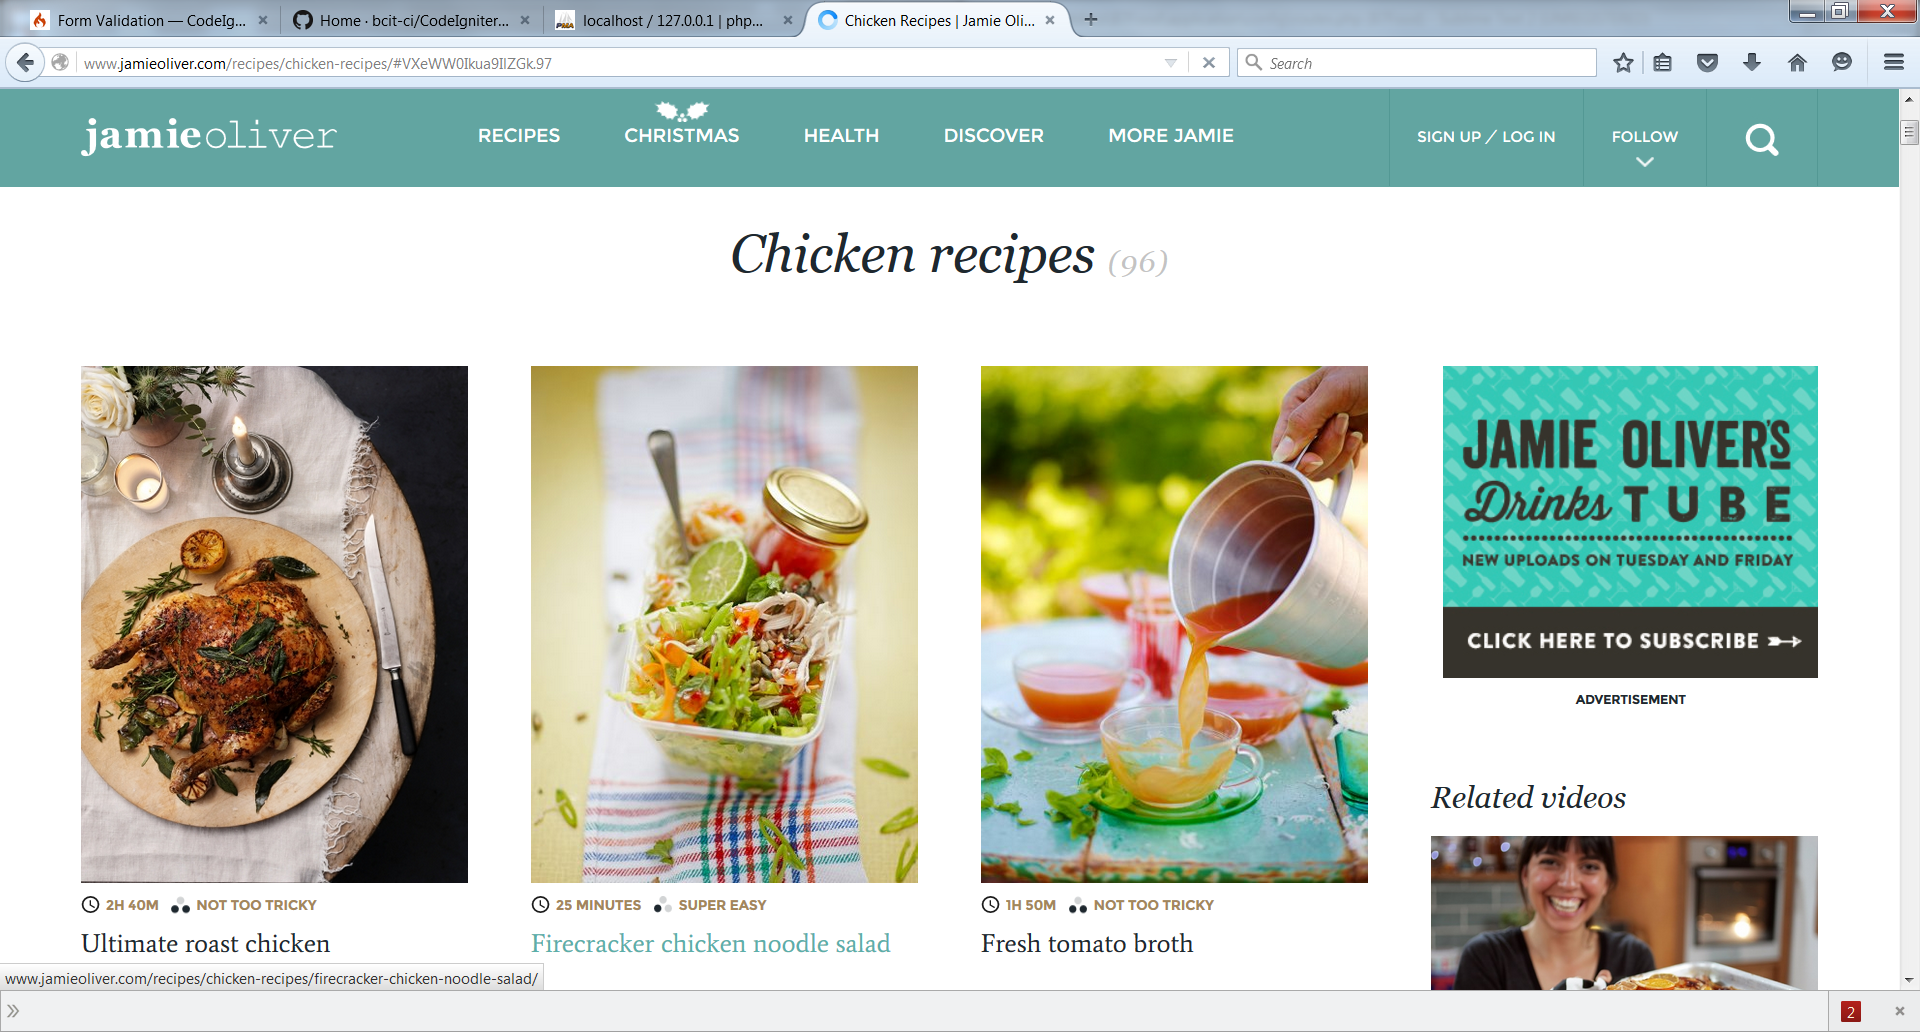 Form Validation — CodeIg...
Home · bcit-ci/CodeIgniter...
localhost / 127.0.0.1 | php...
Chicken Recipes | Jamie Oli...
www.jamieoliver.com/recipes/chicken-recipes/#VXeWW0Ikua9IIZGk.97
Search
jamieoliver
RECIPES
CHRISTMAS
HEALTH
DISCOVER
MORE JAMIE
SIGN UP / LOG IN
FOLLOW
Chicken recipes (96)
JAMIE OLIVER'S
Drinks TUBE
NEW UPLOADS ON TUESDAY AND FRIDAY
CLICK HERE TO SUBSCRIBE
ADVERTISEMENT
Related videos
2H 40M NOT TOO TRICKY
Ultimate roast chicken
25 MINUTES SUPER EASY
Firecracker chicken noodle salad
1H 50M NOT TOO TRICKY
Fresh tomato broth
www.jamieoliver.com/recipes/chicken-recipes/firecracker-chicken-noodle-salad/
2